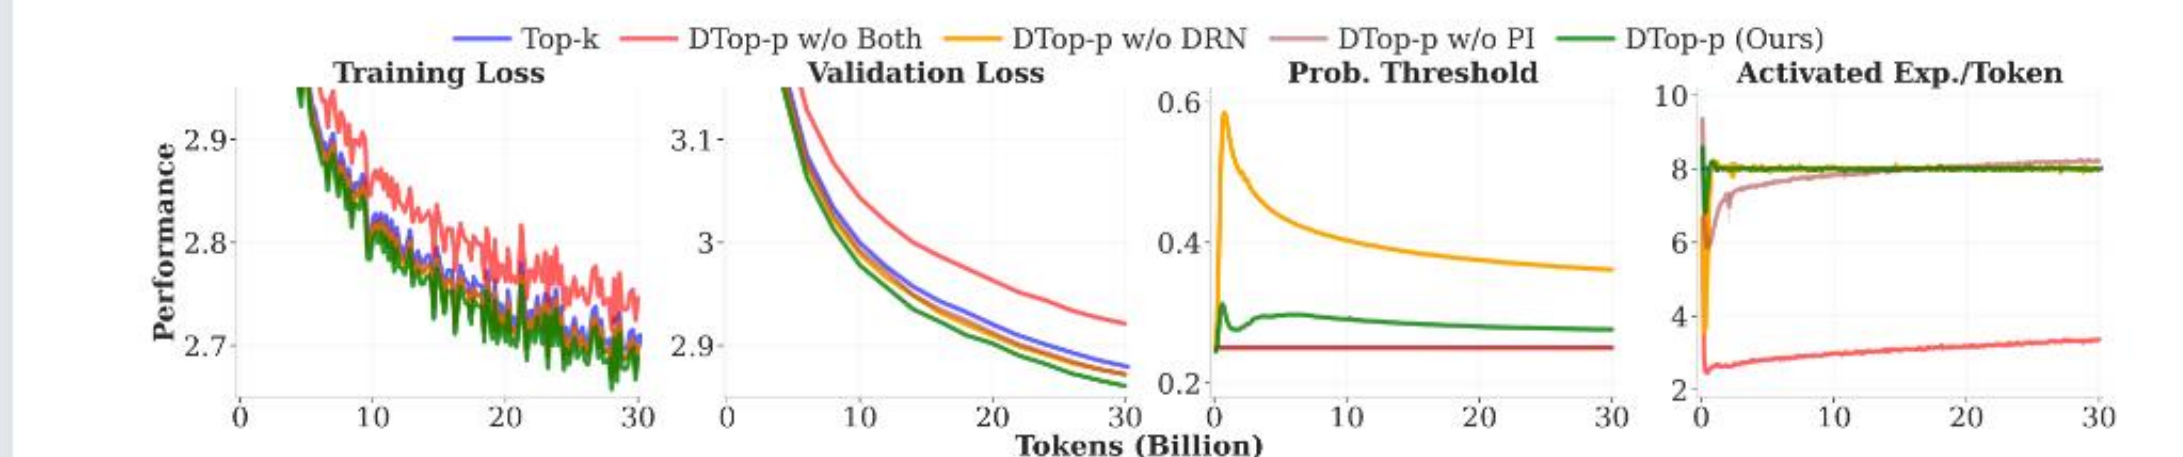 Top-k DTop-p w/o Both DTop-p w/o DRN DTop-p w/o PI DTop-p (Ours)
Training Loss Validation Loss Prob. Threshold Activated Exp./Token
Performance
2.9
2.8
2.7
0 10 20 30
3.1
3
2.9
0 10 20 30
0.6
0.4
0.2
0 10 20 30
10
8
6
4
2
0 10 20 30
Tokens (Billion)